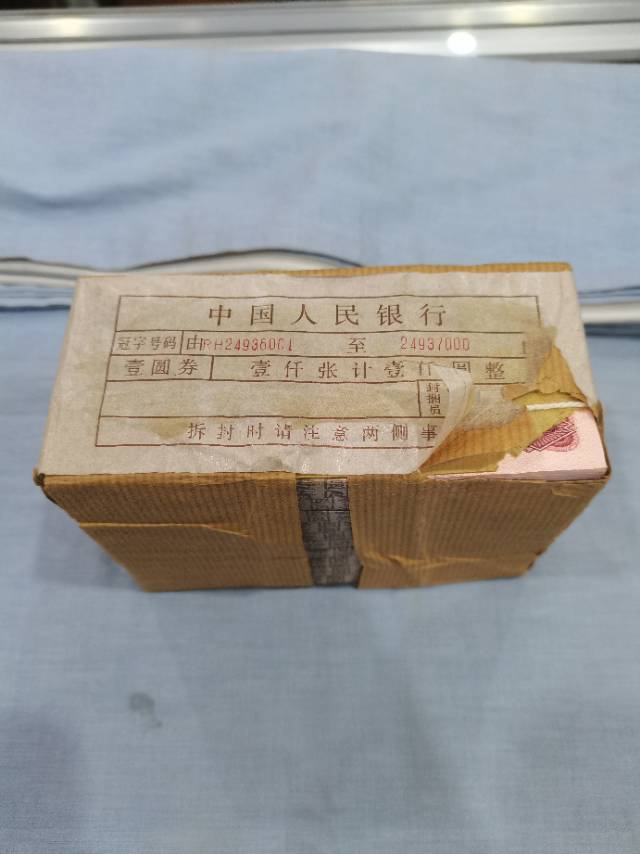 中国人民银行
冠字号码 由RH24936001 至 24937000
壹圆券 壹仟张计壹仟圆整
封捆员
拆封时请注意两侧事